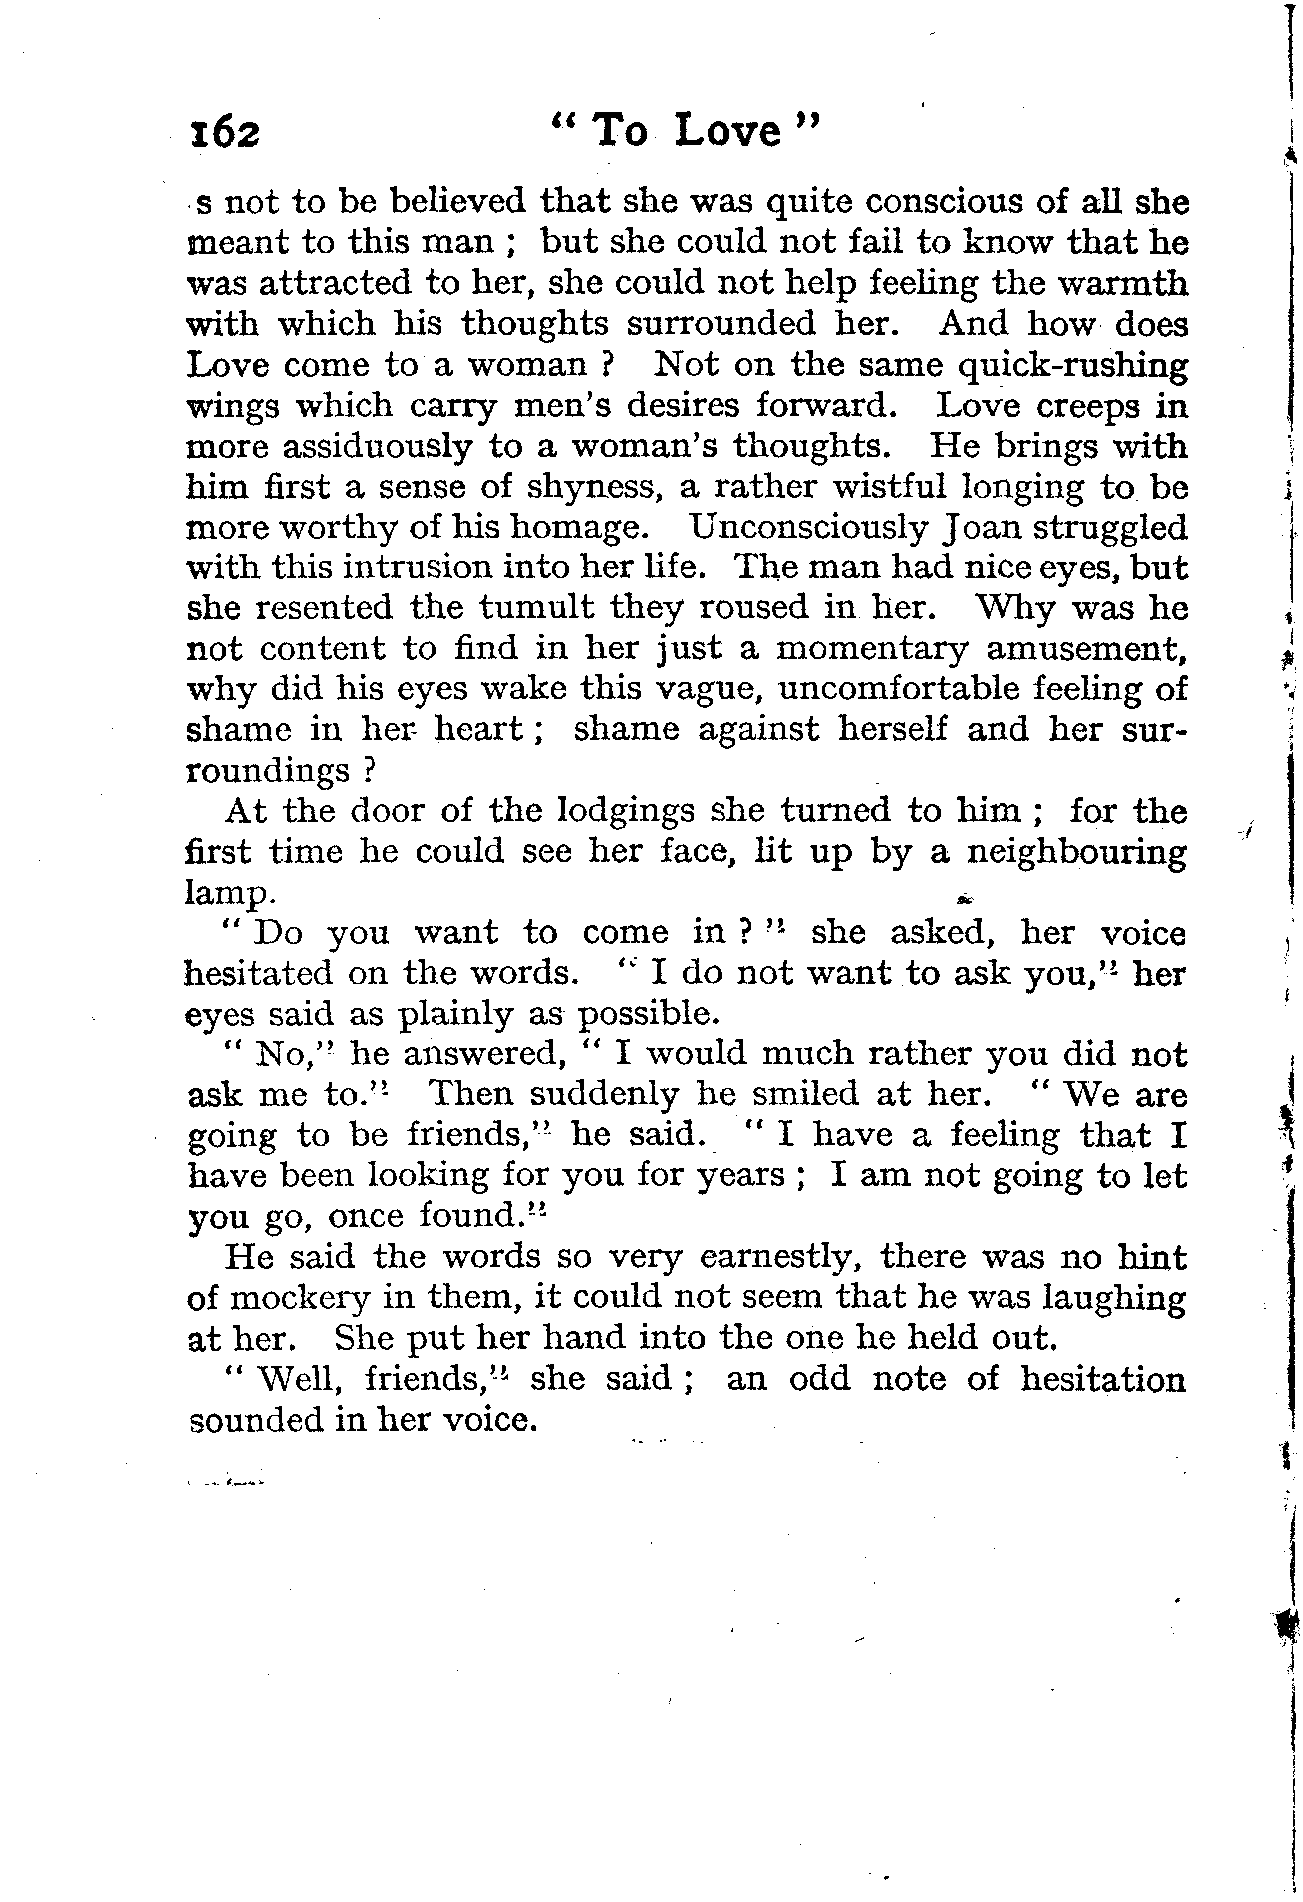 162 " To Love "
s not to be believed that she was quite conscious of all she
meant to this man ; but she could not fail to know that he
was attracted to her, she could not help feeling the warmth
with which his thoughts surrounded her. And how does
Love come to a woman ? Not on the same quick-rushing
wings which carry men's desires forward. Love creeps in
more assiduously to a woman's thoughts. He brings with
him first a sense of shyness, a rather wistful longing to be
more worthy of his homage. Unconsciously Joan struggled
with this intrusion into her life. The man had nice eyes, but
she resented the tumult they roused in her. Why was he
not content to find in her just a momentary amusement,
why did his eyes wake this vague, uncomfortable feeling of
shame in her heart ; shame against herself and her sur-
roundings ?
At the door of the lodgings she turned to him ; for the
first time he could see her face, lit up by a neighbouring
lamp.
" Do you want to come in ? " she asked, her voice
hesitated on the words. " I do not want to ask you," her
eyes said as plainly as possible.
" No," he answered, " I would much rather you did not
ask me to." Then suddenly he smiled at her. " We are
going to be friends," he said. " I have a feeling that I
have been looking for you for years ; I am not going to let
you go, once found."
He said the words so very earnestly, there was no hint
of mockery in them, it could not seem that he was laughing
at her. She put her hand into the one he held out.
" Well, friends," she said ; an odd note of hesitation
sounded in her voice.